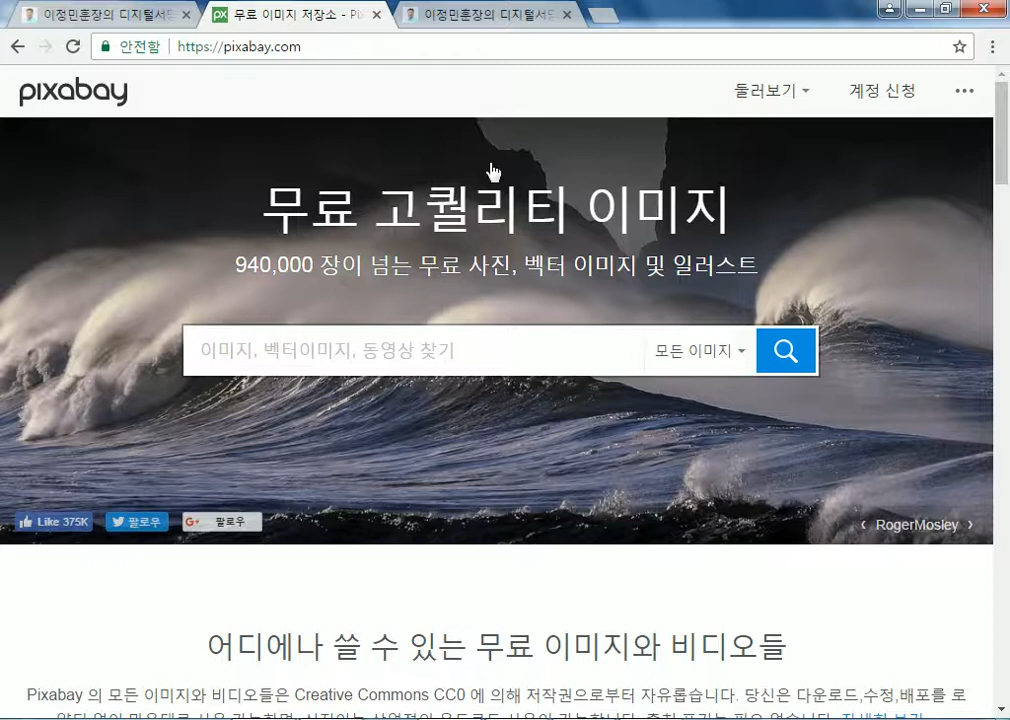 이정민훈장의 디지털서당
무료 이미지 저장소 - Pix
이정민훈장의 디지털서당
안전함
https://pixabay.com
pixabay
둘러보기
계정 신청
무료 고퀄리티 이미지
940,000 장이 넘는 무료 사진, 벡터 이미지 및 일러스트
이미지, 벡터이미지, 동영상 찾기
모든 이미지
Like 375K
팔로우
G+ 팔로우
‹ RogerMosley ›
어디에나 쓸 수 있는 무료 이미지와 비디오들
Pixabay 의 모든 이미지와 비디오들은 Creative Commons CC0 에 의해 저작권으로부터 자유롭습니다. 당신은 다운로드,수정,배포를 로